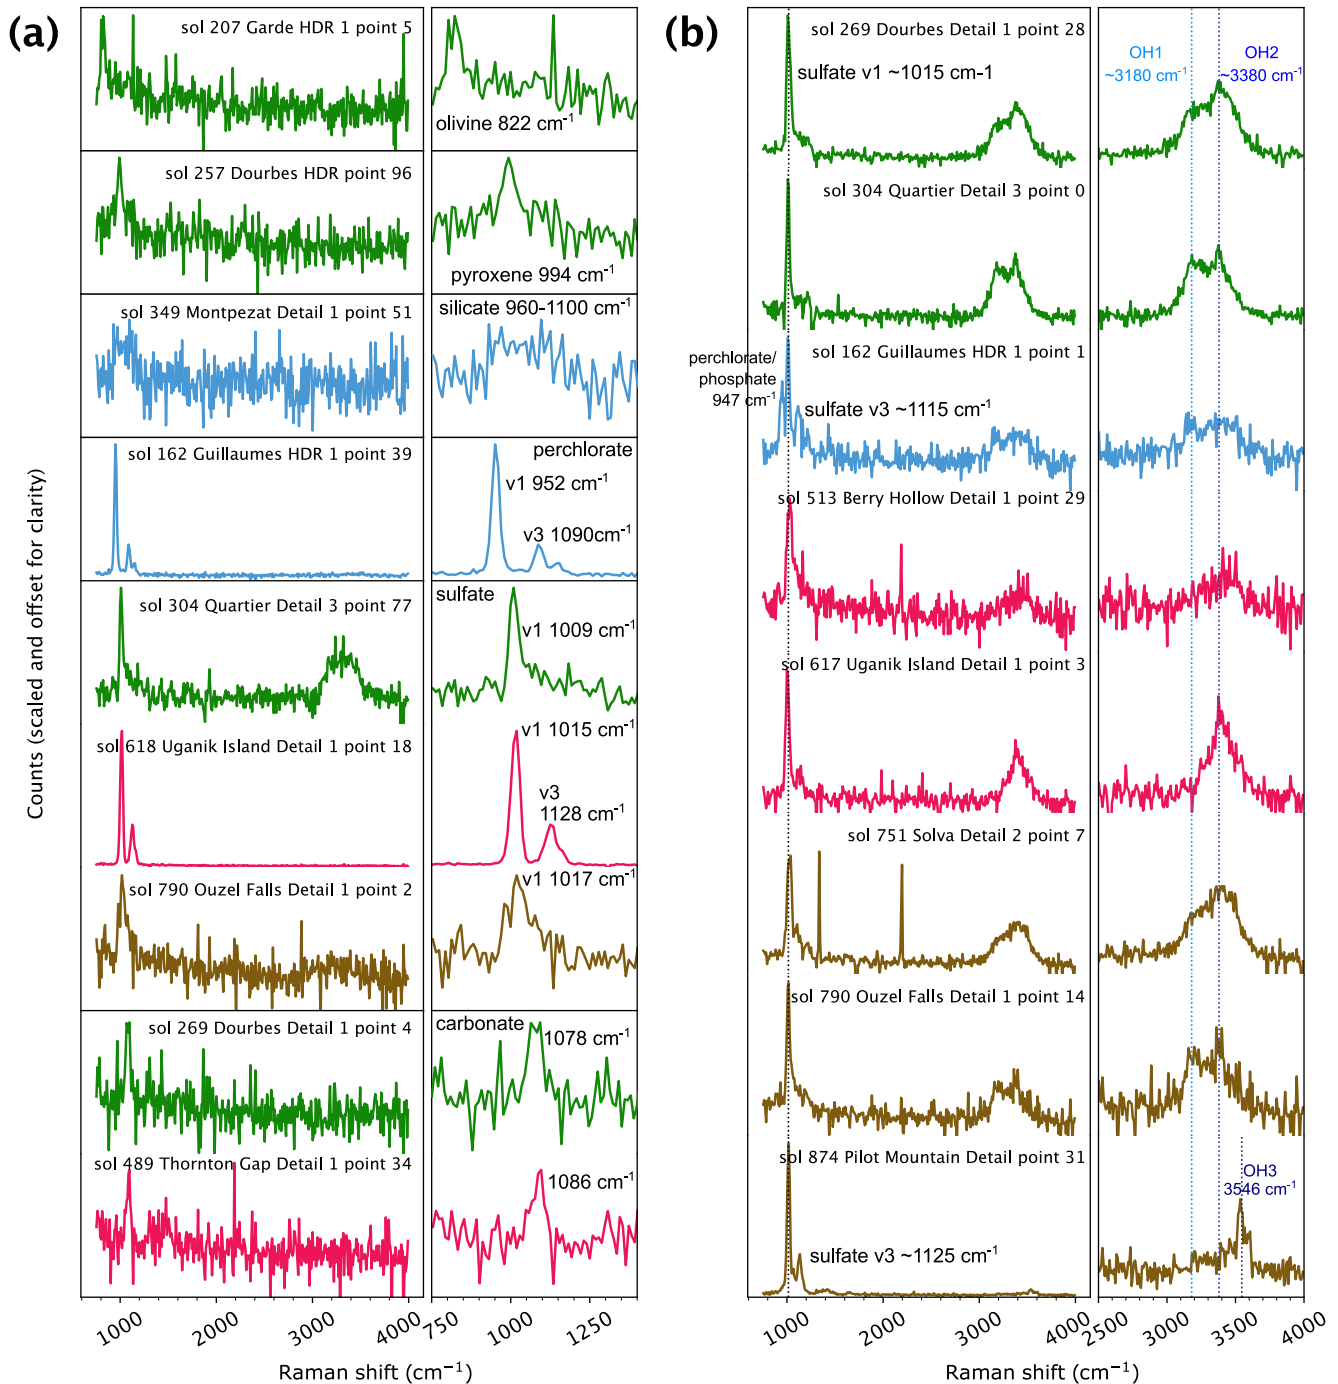 (a)
Counts (scaled and offset for clarity)
sol 207 Garde HDR 1 point 5
olivine 822 cm⁻¹
sol 257 Dourbes HDR point 96
pyroxene 994 cm⁻¹
sol 349 Montpezat Detail 1 point 51
silicate 960-1100 cm⁻¹
sol 162 Guillaumes HDR 1 point 39
perchlorate
v1 952 cm⁻¹
v3 1090cm⁻¹
sol 304 Quartier Detail 3 point 77
sulfate
v1 1009 cm⁻¹
sol 618 Uganik Island Detail 1 point 18
v1 1015 cm⁻¹
v3
1128 cm⁻¹
sol 790 Ouzel Falls Detail 1 point 2
v1 1017 cm⁻¹
sol 269 Dourbes Detail 1 point 4
carbonate
1078 cm⁻¹
sol 489 Thornton Gap Detail 1 point 34
1086 cm⁻¹
1000 2000 3000 4000
750 1000 1250
Raman shift (cm⁻¹)
(b)
sol 269 Dourbes Detail 1 point 28
sulfate v1 ~1015 cm-1
OH1
~3180 cm⁻¹
OH2
~3380 cm⁻¹
sol 304 Quartier Detail 3 point 0
sol 162 Guillaumes HDR 1 point 1
perchlorate/
phosphate
947 cm⁻¹
sulfate v3 ~1115 cm⁻¹
sol 513 Berry Hollow Detail 1 point 29
sol 617 Uganik Island Detail 1 point 3
sol 751 Solva Detail 2 point 7
sol 790 Ouzel Falls Detail 1 point 14
sol 874 Pilot Mountain Detail point 31
OH3
3546 cm⁻¹
sulfate v3 ~1125 cm⁻¹
1000 2000 3000 4000
2500 3000 3500 4000
Raman shift (cm⁻¹)